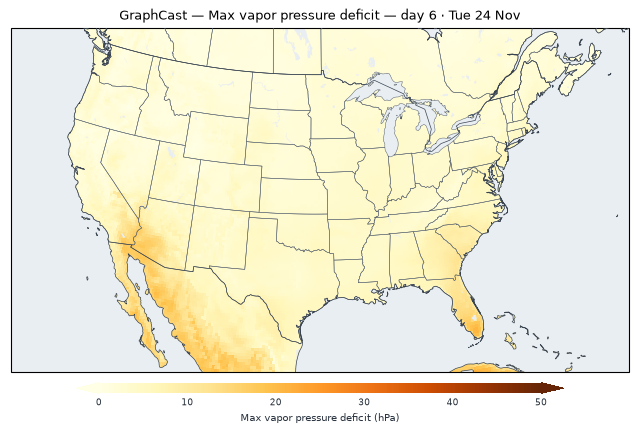 GraphCast — Max vapor pressure deficit — day 6 · Tue 24 Nov
0 10 20 30 40 50
Max vapor pressure deficit (hPa)